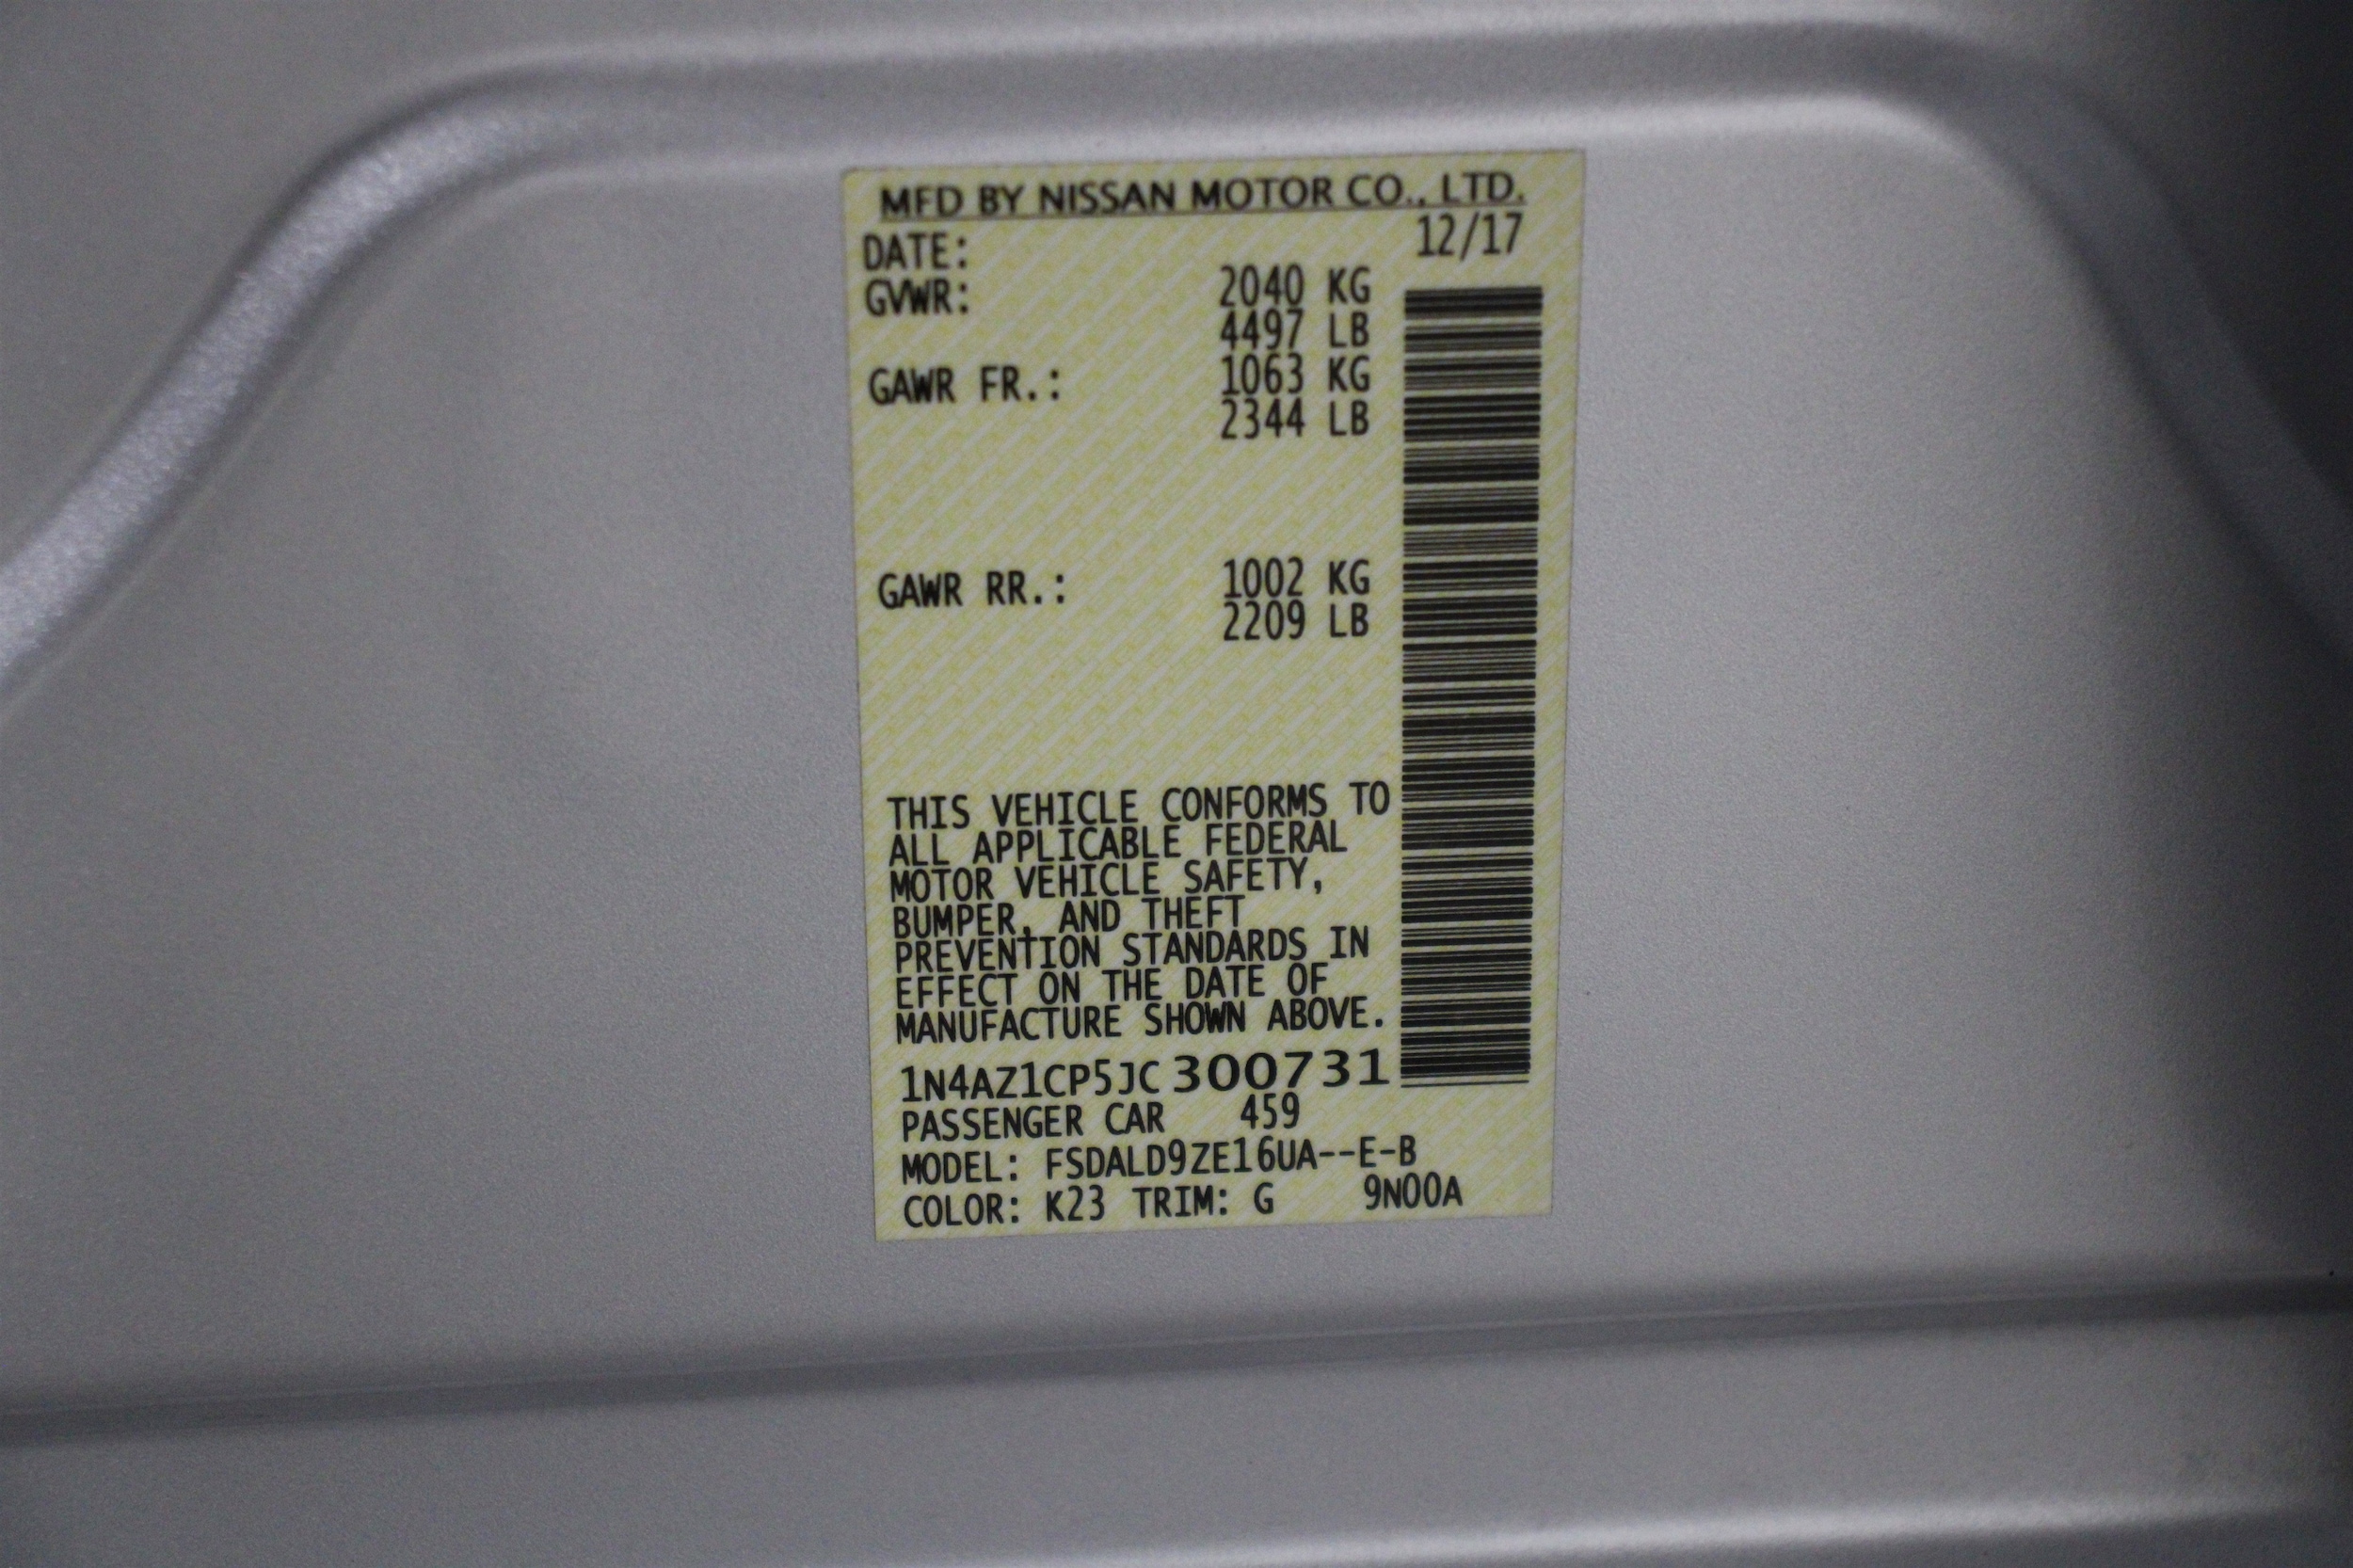 MFD BY NISSAN MOTOR CO., LTD.
DATE: 12/17
GVWR: 2040 KG
4497 LB
GAWR FR.: 1063 KG
2344 LB
GAWR RR.: 1002 KG
2209 LB
THIS VEHICLE CONFORMS TO
ALL APPLICABLE FEDERAL
MOTOR VEHICLE SAFETY,
BUMPER, AND THEFT
PREVENTION STANDARDS IN
EFFECT ON THE DATE OF
MANUFACTURE SHOWN ABOVE.
1N4AZ1CP5JC300731
PASSENGER CAR 459
MODEL: FSDALD9ZE16UA--E-B
COLOR: K23 TRIM: G 9N00A